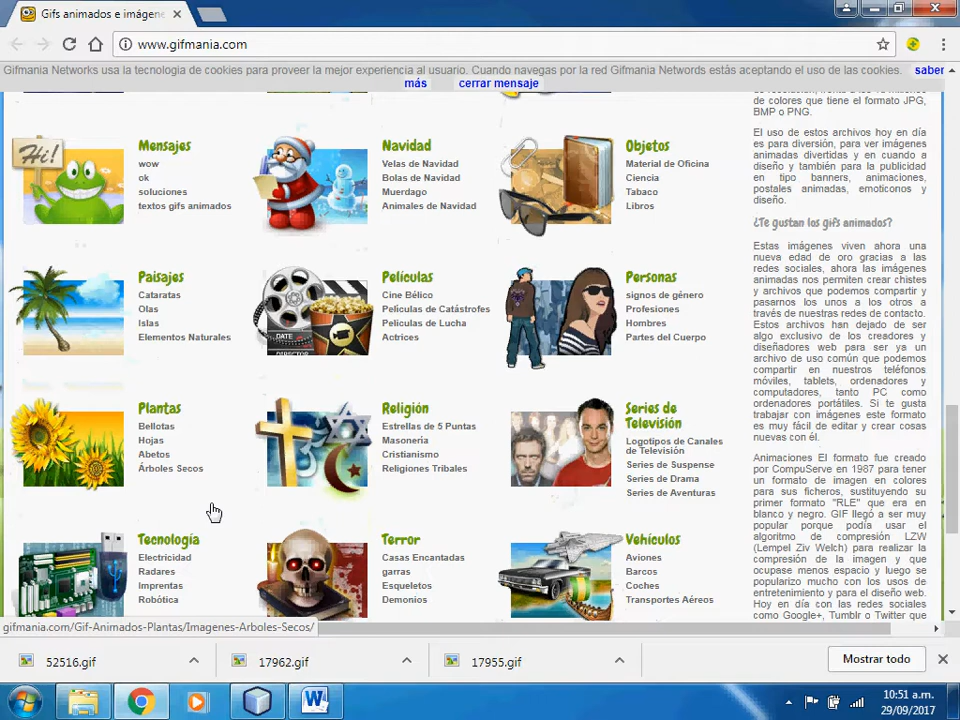 Gifs animados e imágene
www.gifmania.com
Gifmania Networks usa la tecnologia de cookies para proveer la mejor experiencia al usuario. Cuando navegas por la red Gifmania Networds estás aceptando el uso de las cookies. saber
más cerrar mensaje
Mensajes
wow
ok
soluciones
textos gifs animados
Hi!
Navidad
Velas de Navidad
Bolas de Navidad
Muerdago
Animales de Navidad
Objetos
Material de Oficina
Ciencia
Tabaco
Libros
Paisajes
Cataratas
Olas
Islas
Elementos Naturales
Películas
Cine Bélico
Películas de Catástrofes
Películas de Lucha
Actrices
DATE
DIRECTOR
Personas
signos de género
Profesiones
Hombres
Partes del Cuerpo
Plantas
Bellotas
Hojas
Abetos
Árboles Secos
Religión
Estrellas de 5 Puntas
Masoneria
Cristianismo
Religiones Tribales
Series de
Televisión
Logotipos de Canales
de Televisión
Series de Suspense
Series de Drama
Series de Aventuras
Tecnología
Electricidad
Radares
Imprentas
Robótica
Terror
Casas Encantadas
garras
Esqueletos
Demonios
Vehículos
Aviones
Barcos
Coches
Transportes Aéreos
de colores que tiene el formato JPG,
BMP o PNG.
El uso de estos archivos hoy en día
es para diversión, para ver imágenes
animadas divertidas y en cuando a
diseño y también para la publicidad
en tipo banners, animaciones,
postales animadas, emoticonos y
diseño.
¿Te gustan los gifs animados?
Estas imágenes viven ahora una
nueva edad de oro gracias a las
redes sociales, ahora las imágenes
animadas nos permiten crear chistes
y archivos que podemos compartir y
pasarnos los unos a los otros a
través de nuestras redes de contacto.
Estos archivos han dejado de ser
algo exclusivo de los creadores y
diseñadores web para ser ya un
archivo de uso común que podemos
compartir en nuestros teléfonos
móviles, tablets, ordenadores y
computadores, tanto PC como
ordenadores portátiles. Si te gusta
trabajar con imágenes este formato
es muy fácil de editar y crear cosas
nuevas con él.
Animaciones El formato fue creado
por CompuServe en 1987 para tener
un formato de imagen en colores
para sus ficheros, sustituyendo su
primer formato "RLE" que era en
blanco y negro. GIF llegó a ser muy
popular porque podía usar el
algoritmo de compresión LZW
(Lempel Ziv Welch) para realizar la
compresión de la imagen y que
ocupase menos espacio y luego se
popularizo mucho con los usos de
entretenimiento y para el diseño web.
Hoy en día con las redes sociales
como Google+, Tumblr o Twitter que
gifmania.com/Gif-Animados-Plantas/Imagenes-Arboles-Secos/
52516.gif
17962.gif
17955.gif
Mostrar todo
10:51 a.m.
29/09/2017